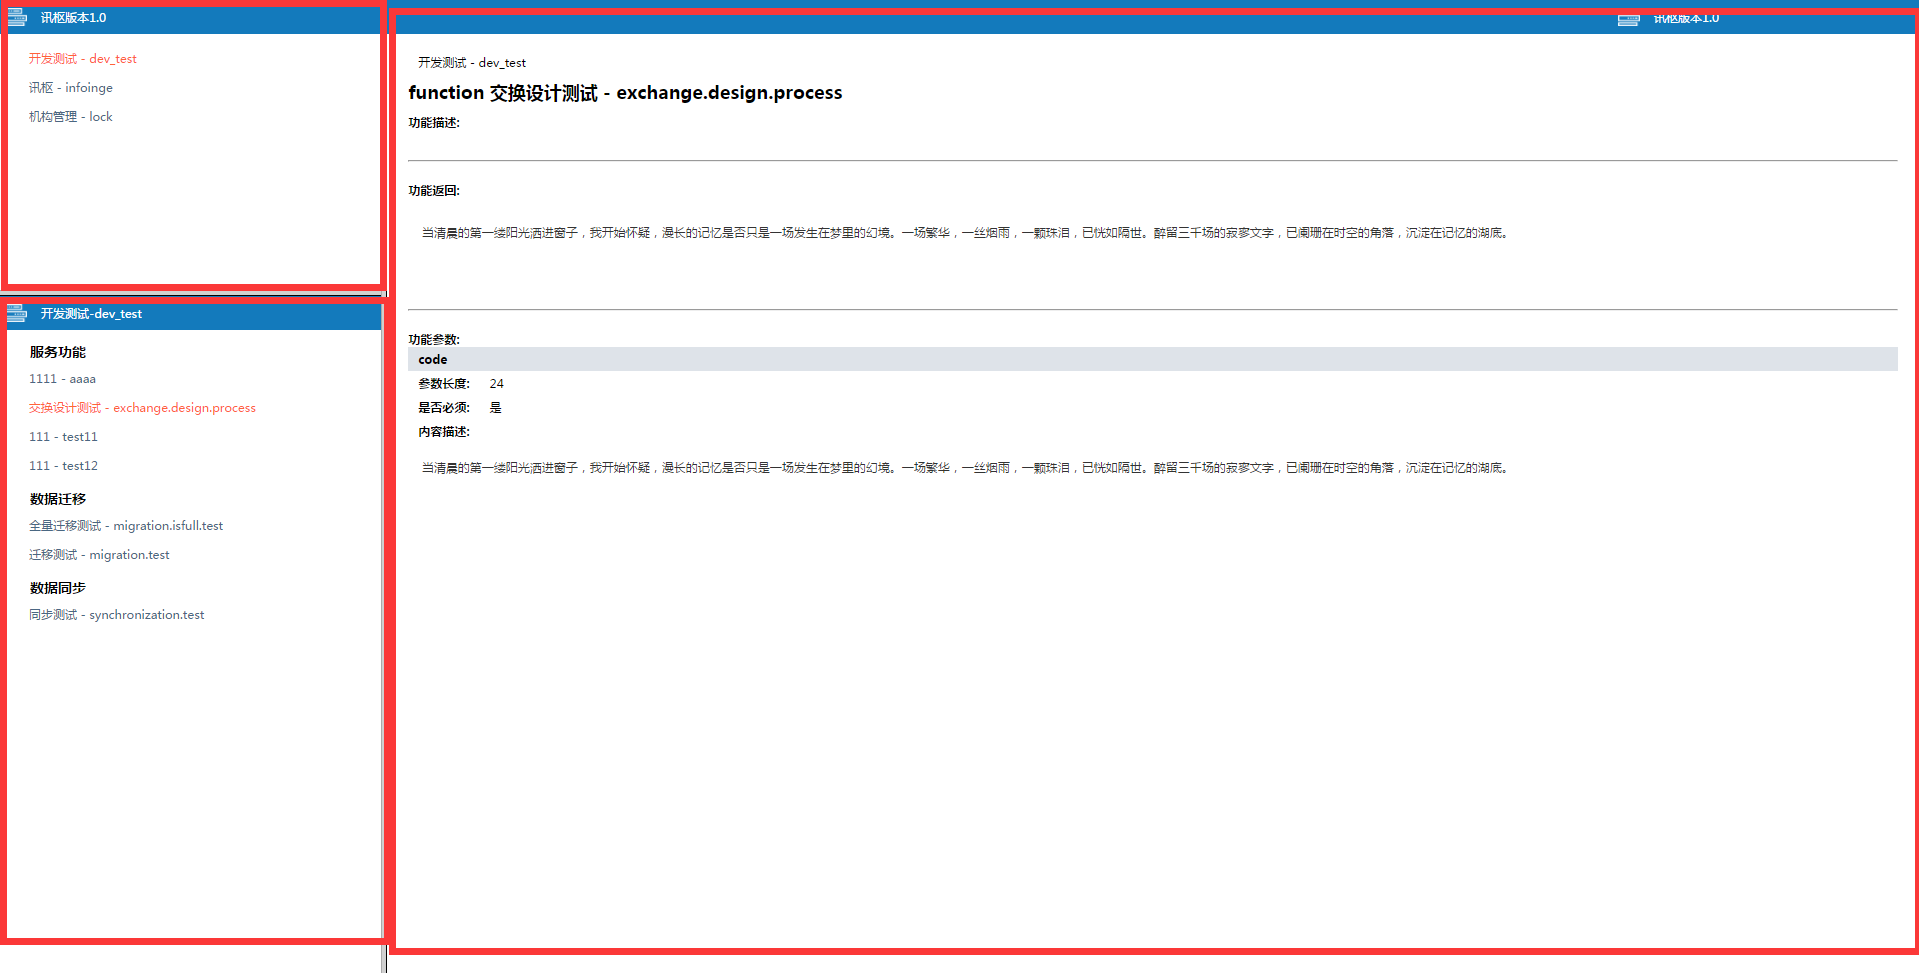 讯枢版本1.0
开发测试 - dev_test
讯枢 - infoinge
机构管理 - lock
开发测试-dev_test
服务功能
1111 - aaaa
交换设计测试 - exchange.design.process
111 - test11
111 - test12
数据迁移
全量迁移测试 - migration.isfull.test
迁移测试 - migration.test
数据同步
同步测试 - synchronization.test
讯枢版本1.0
开发测试 - dev_test
function 交换设计测试 - exchange.design.process
功能描述:
功能返回:
当清晨的第一缕阳光洒进窗子，我开始怀疑，漫长的记忆是否只是一场发生在梦里的幻境。一场繁华，一丝烟雨，一颗珠泪，已恍如隔世。醉留三千场的寂寥文字，已阑珊在时空的角落，沉淀在记忆的湖底。
功能参数:
code
参数长度: 24
是否必须: 是
内容描述:
当清晨的第一缕阳光洒进窗子，我开始怀疑，漫长的记忆是否只是一场发生在梦里的幻境。一场繁华，一丝烟雨，一颗珠泪，已恍如隔世。醉留三千场的寂寥文字，已阑珊在时空的角落，沉淀在记忆的湖底。